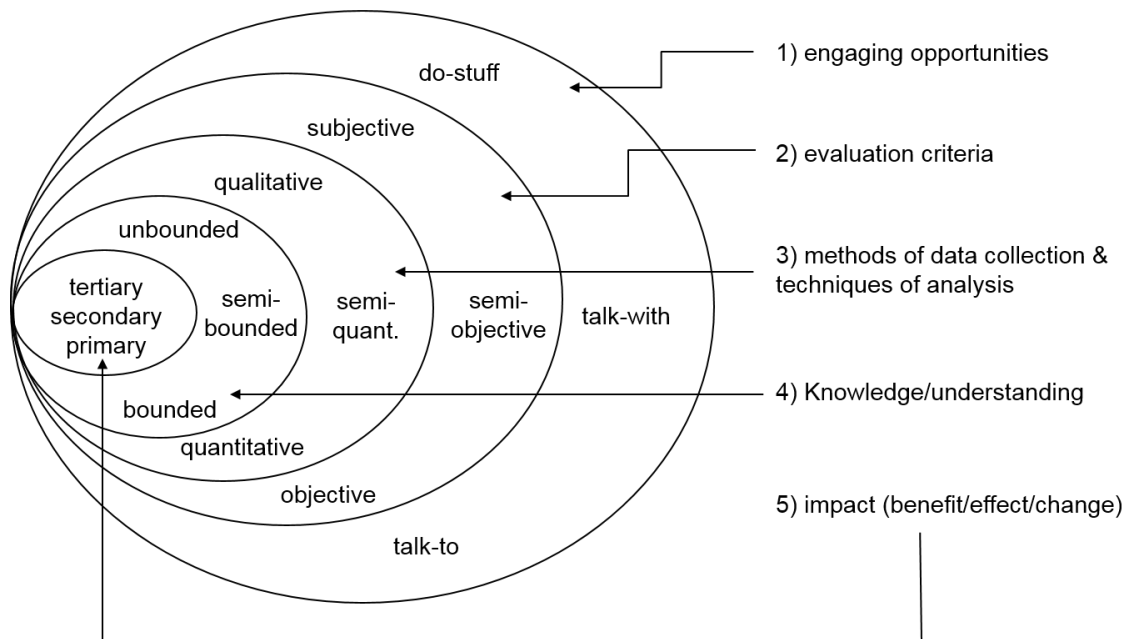 do-stuff
subjective
qualitative
unbounded
tertiary
secondary
primary
semi-
bounded
semi-
quant.
semi-
objective
talk-with
bounded
quantitative
objective
talk-to
1) engaging opportunities
2) evaluation criteria
3) methods of data collection &
techniques of analysis
4) Knowledge/understanding
5) impact (benefit/effect/change)